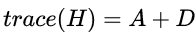 trace(H) = A + D